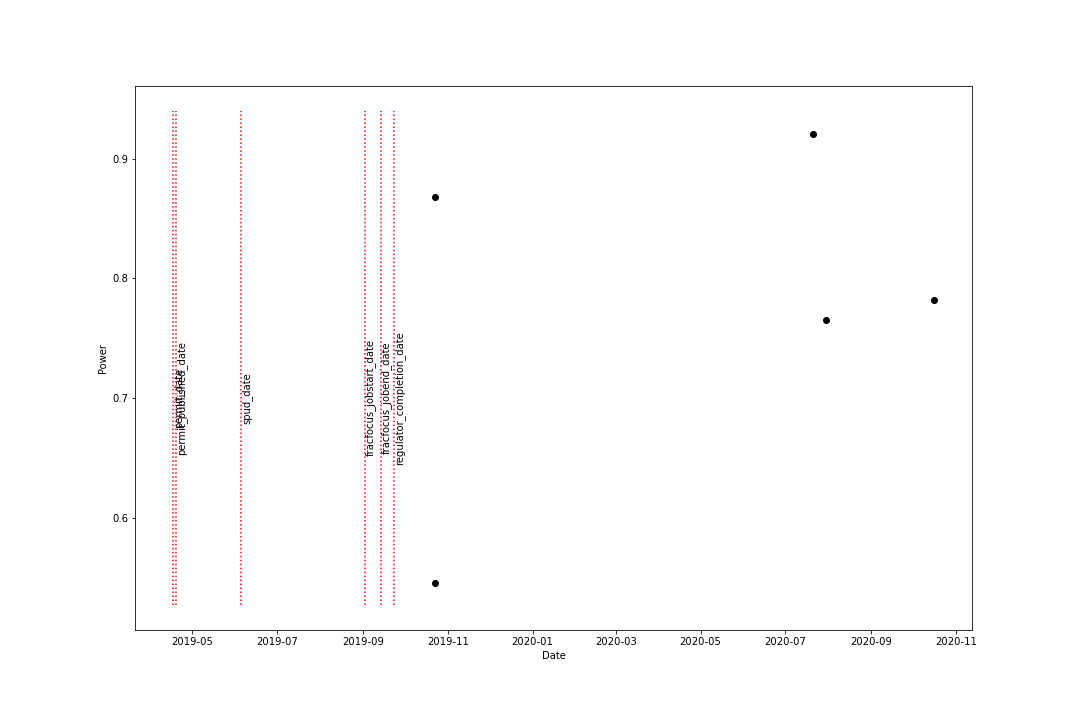 0.9
0.8
0.7
0.6
Power
permit_date
permit_published_date
spud_date
fracfocus_jobstart_date
fracfocus_jobend_date
regulator_completion_date
2019-05
2019-07
2019-09
2019-11
2020-01
2020-03
2020-05
2020-07
2020-09
2020-11
Date